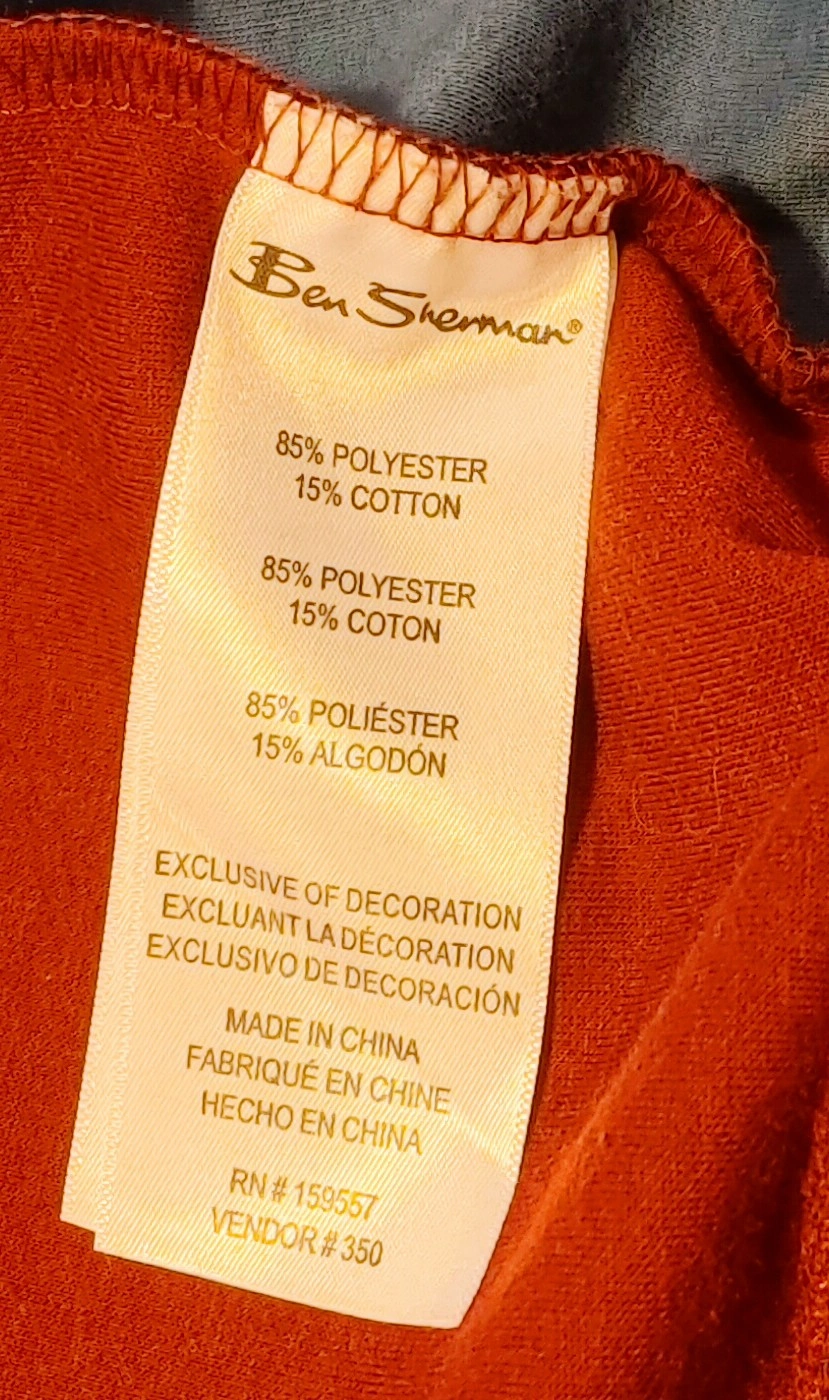 Ben Sherman®
85% POLYESTER
15% COTTON
85% POLYESTER
15% COTON
85% POLIÉSTER
15% ALGODÓN
EXCLUSIVE OF DECORATION
EXCLUANT LA DÉCORATION
EXCLUSIVO DE DECORACIÓN
MADE IN CHINA
FABRIQUÉ EN CHINE
HECHO EN CHINA
RN # 159557
VENDOR # 350